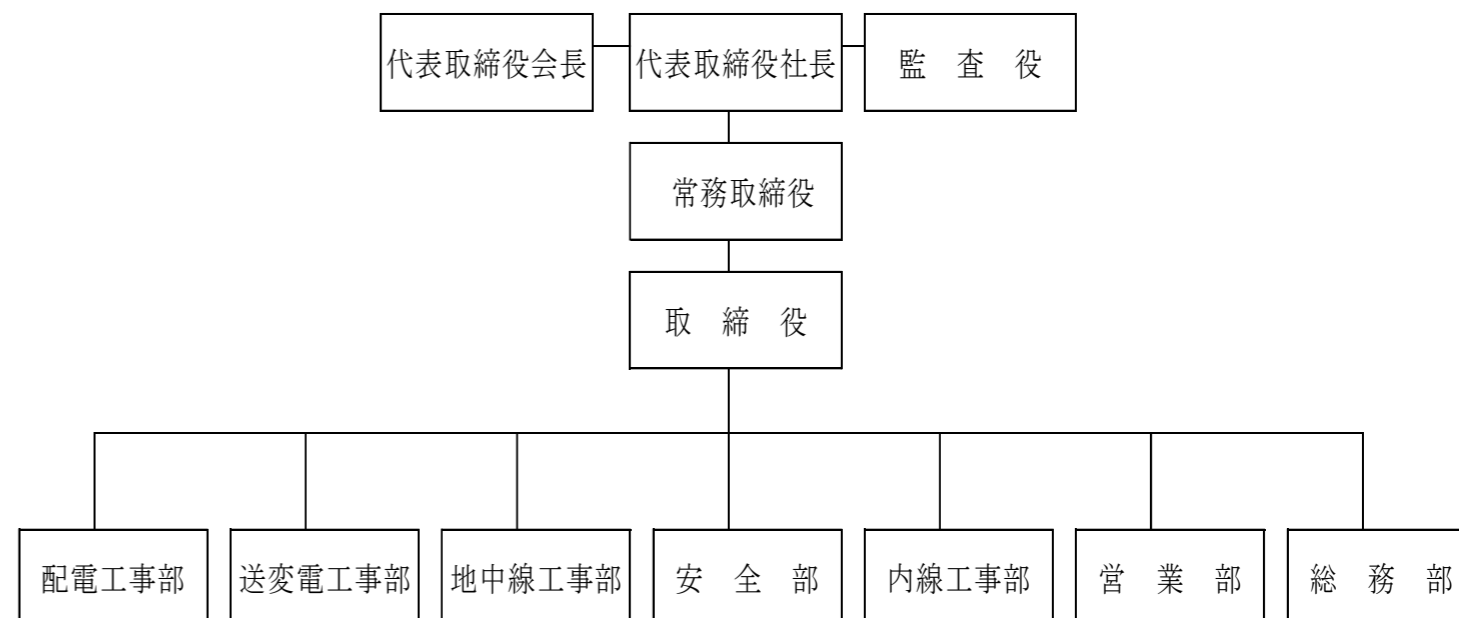 代表取締役会長 代表取締役社長 監　査　役
常務取締役
取　締　役
配電工事部 送変電工事部 地中線工事部 安　全　部 内線工事部 営　業　部 総　務　部